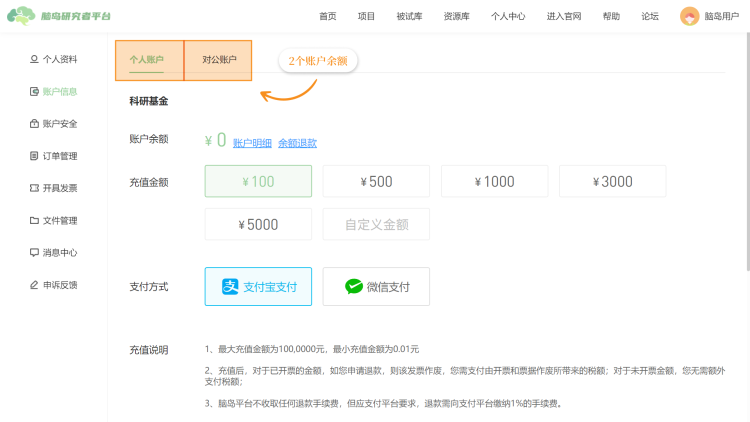 脑岛研究者平台
首页 项目 被试库 资源库 个人中心 进入官网 帮助 论坛 脑岛用户
个人资料
账户信息
账户安全
订单管理
开具发票
文件管理
消息中心
申诉反馈
个人账户 对公账户 2个账户余额
科研基金
账户余额 ¥ 0 账户明细 余额退款
充值金额 ¥100 ¥500 ¥1000 ¥3000
¥5000 自定义金额
支付方式 支付宝支付 微信支付
充值说明 1、最大充值金额为100,0000元，最小充值金额为0.01元
2、充值后，对于已开票的金额，如您申请退款，则该发票作废，您需支付由开票和票据作废所带来的税额；对于未开票金额，您无需额外
支付税额；
3、脑岛平台不收取任何退款手续费，但应支付平台要求，退款需向支付平台缴纳1%的手续费。